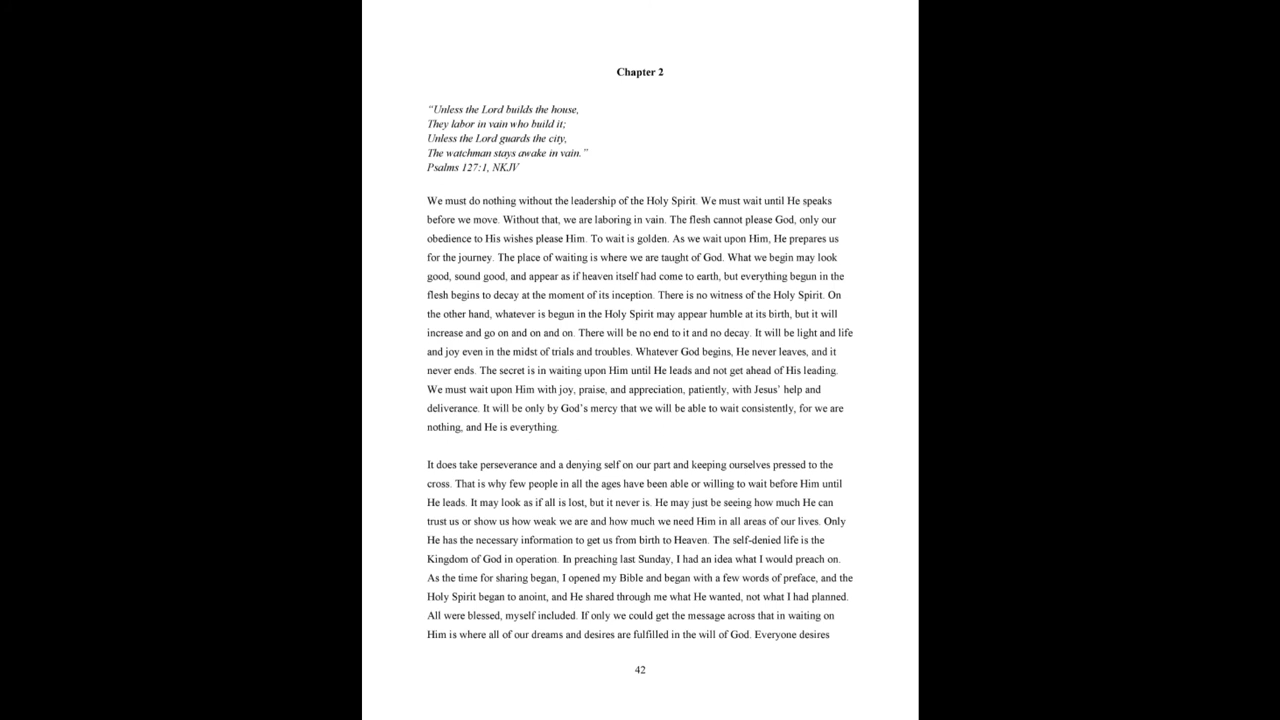 Chapter 2
“Unless the Lord builds the house,
They labor in vain who build it;
Unless the Lord guards the city,
The watchman stays awake in vain.”
Psalms 127:1, NKJV
We must do nothing without the leadership of the Holy Spirit. We must wait until He speaks
before we move. Without that, we are laboring in vain. The flesh cannot please God, only our
obedience to His wishes please Him. To wait is golden. As we wait upon Him, He prepares us
for the journey. The place of waiting is where we are taught of God. What we begin may look
good, sound good, and appear as if heaven itself had come to earth, but everything begun in the
flesh begins to decay at the moment of its inception. There is no witness of the Holy Spirit. On
the other hand, whatever is begun in the Holy Spirit may appear humble at its birth, but it will
increase and go on and on and on. There will be no end to it and no decay. It will be light and life
and joy even in the midst of trials and troubles. Whatever God begins, He never leaves, and it
never ends. The secret is in waiting upon Him until He leads and not get ahead of His leading.
We must wait upon Him with joy, praise, and appreciation, patiently, with Jesus’ help and
deliverance. It will be only by God’s mercy that we will be able to wait consistently, for we are
nothing, and He is everything.
It does take perseverance and a denying self on our part and keeping ourselves pressed to the
cross. That is why few people in all the ages have been able or willing to wait before Him until
He leads. It may look as if all is lost, but it never is. He may just be seeing how much He can
trust us or show us how weak we are and how much we need Him in all areas of our lives. Only
He has the necessary information to get us from birth to Heaven. The self-denied life is the
Kingdom of God in operation. In preaching last Sunday, I had an idea what I would preach on.
As the time for sharing began, I opened my Bible and began with a few words of preface, and the
Holy Spirit began to anoint, and He shared through me what He wanted, not what I had planned.
All were blessed, myself included. If only we could get the message across that in waiting on
Him is where all of our dreams and desires are fulfilled in the will of God. Everyone desires
42